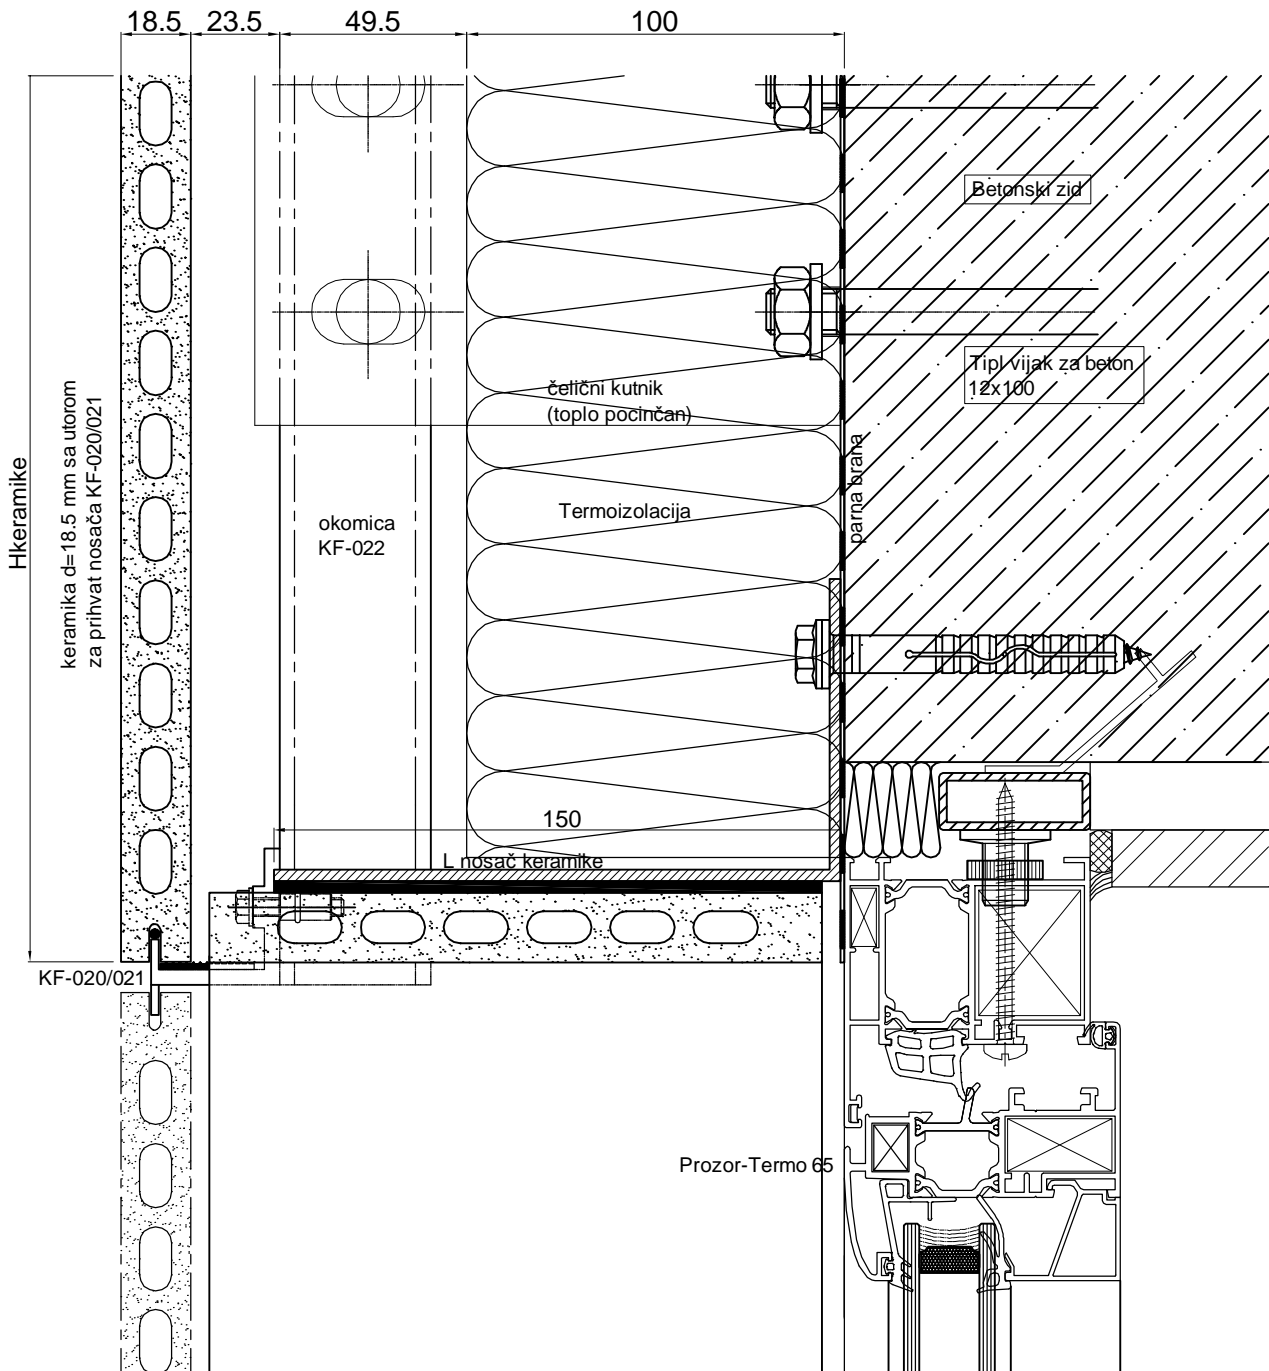 18.5
23.5
49.5
100
Betonski zid
Tipl vijak za beton
12x100
čelični kutnik
(toplo pocinčan)
parna brana
Hkeramike
keramika d=18.5 mm sa utorom
za prihvat nosača KF-020/021
okomica
KF-022
Termoizolacija
150
L nosač keramike
KF-020/021
Prozor-Termo 65